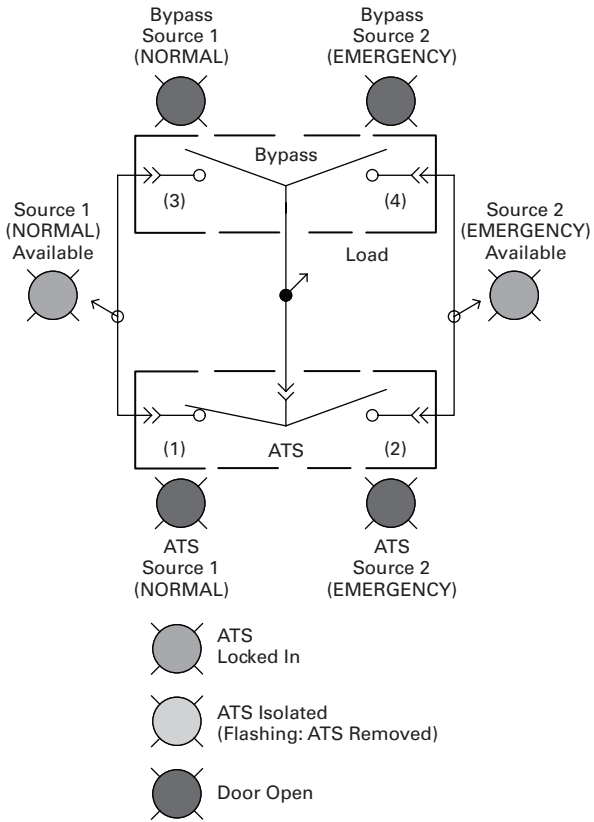 Bypass
Source 1
(NORMAL)
Bypass
Source 2
(EMERGENCY)
Bypass
(3)
(4)
Source 1
(NORMAL)
Available
Source 2
(EMERGENCY)
Available
Load
(1)
ATS
(2)
ATS
Source 1
(NORMAL)
ATS
Source 2
(EMERGENCY)
ATS
Locked In
ATS Isolated
(Flashing: ATS Removed)
Door Open